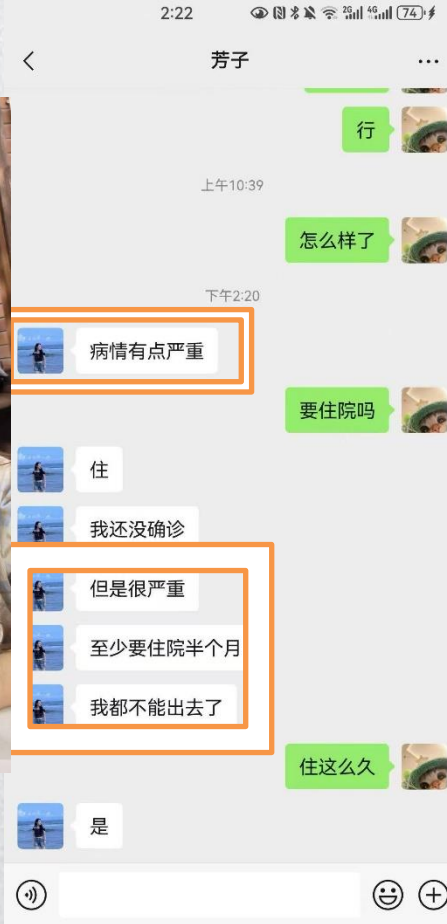 2:22
2G
4G
74
芳子
行
上午10:39
怎么样了
下午2:20
病情有点严重
要住院吗
住
我还没确诊
但是很严重
至少要住院半个月
我都不能出去了
住这么久
是